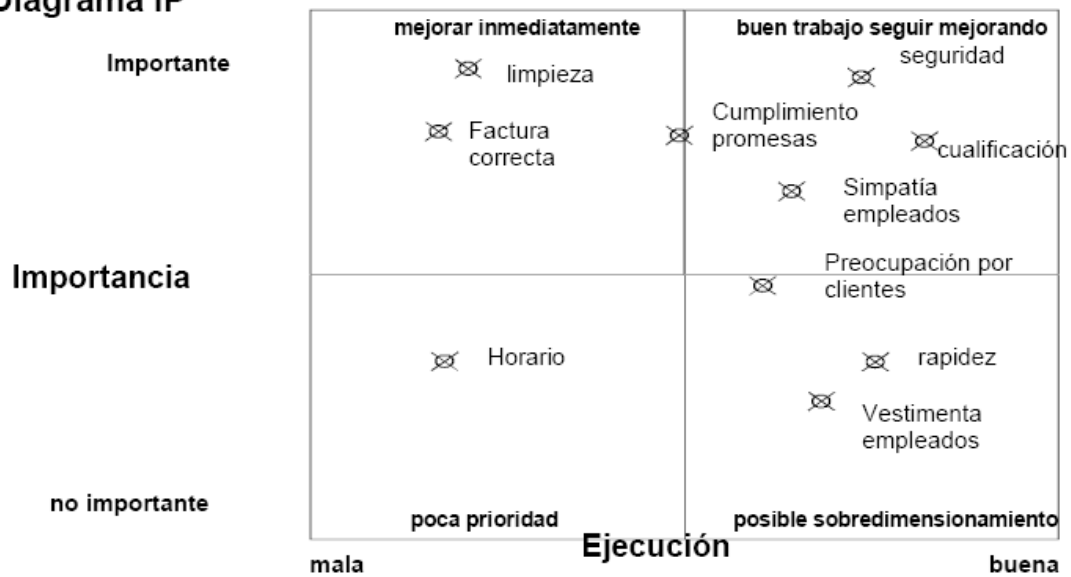 Diagrama IP
mejorar inmediatamente
buen trabajo seguir mejorando
Importante
limpieza
seguridad
Factura
correcta
Cumplimiento
promesas
cualificación
Simpatía
empleados
Importancia
Preocupación por
clientes
Horario
rapidez
Vestimenta
empleados
no importante
poca prioridad
posible sobredimensionamiento
Ejecución
mala
buena